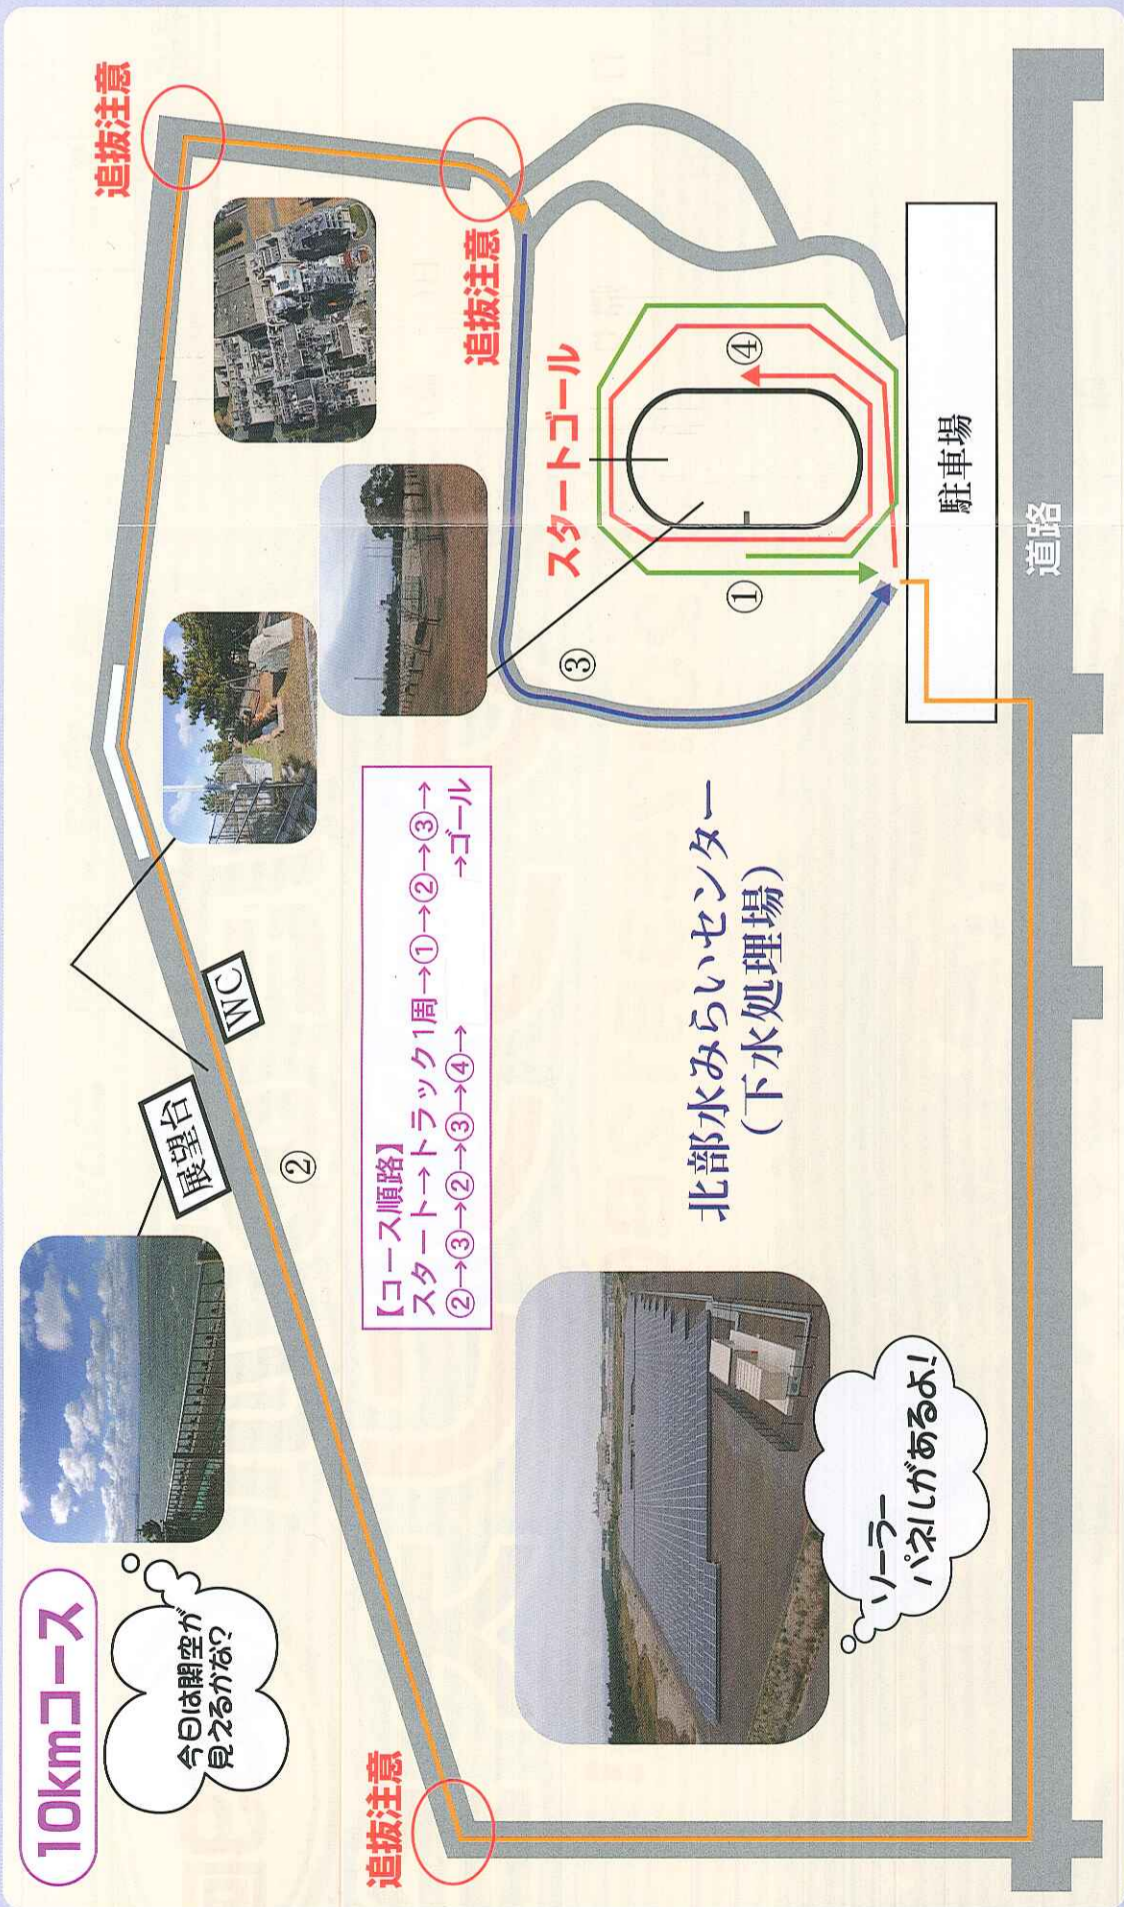 10kmコース
今日は関空が
見えるかな?
展望台
WC
追抜注意
追抜注意
追抜注意
②
【コース順路】
スタート→トラック1周→①→②→③→
②→③→②→③→④→
→ゴール
スタートゴール
③
①
④
北部水みらいセンター
(下水処理場)
ソーラー
パネルがあるよ!
駐車場
道路